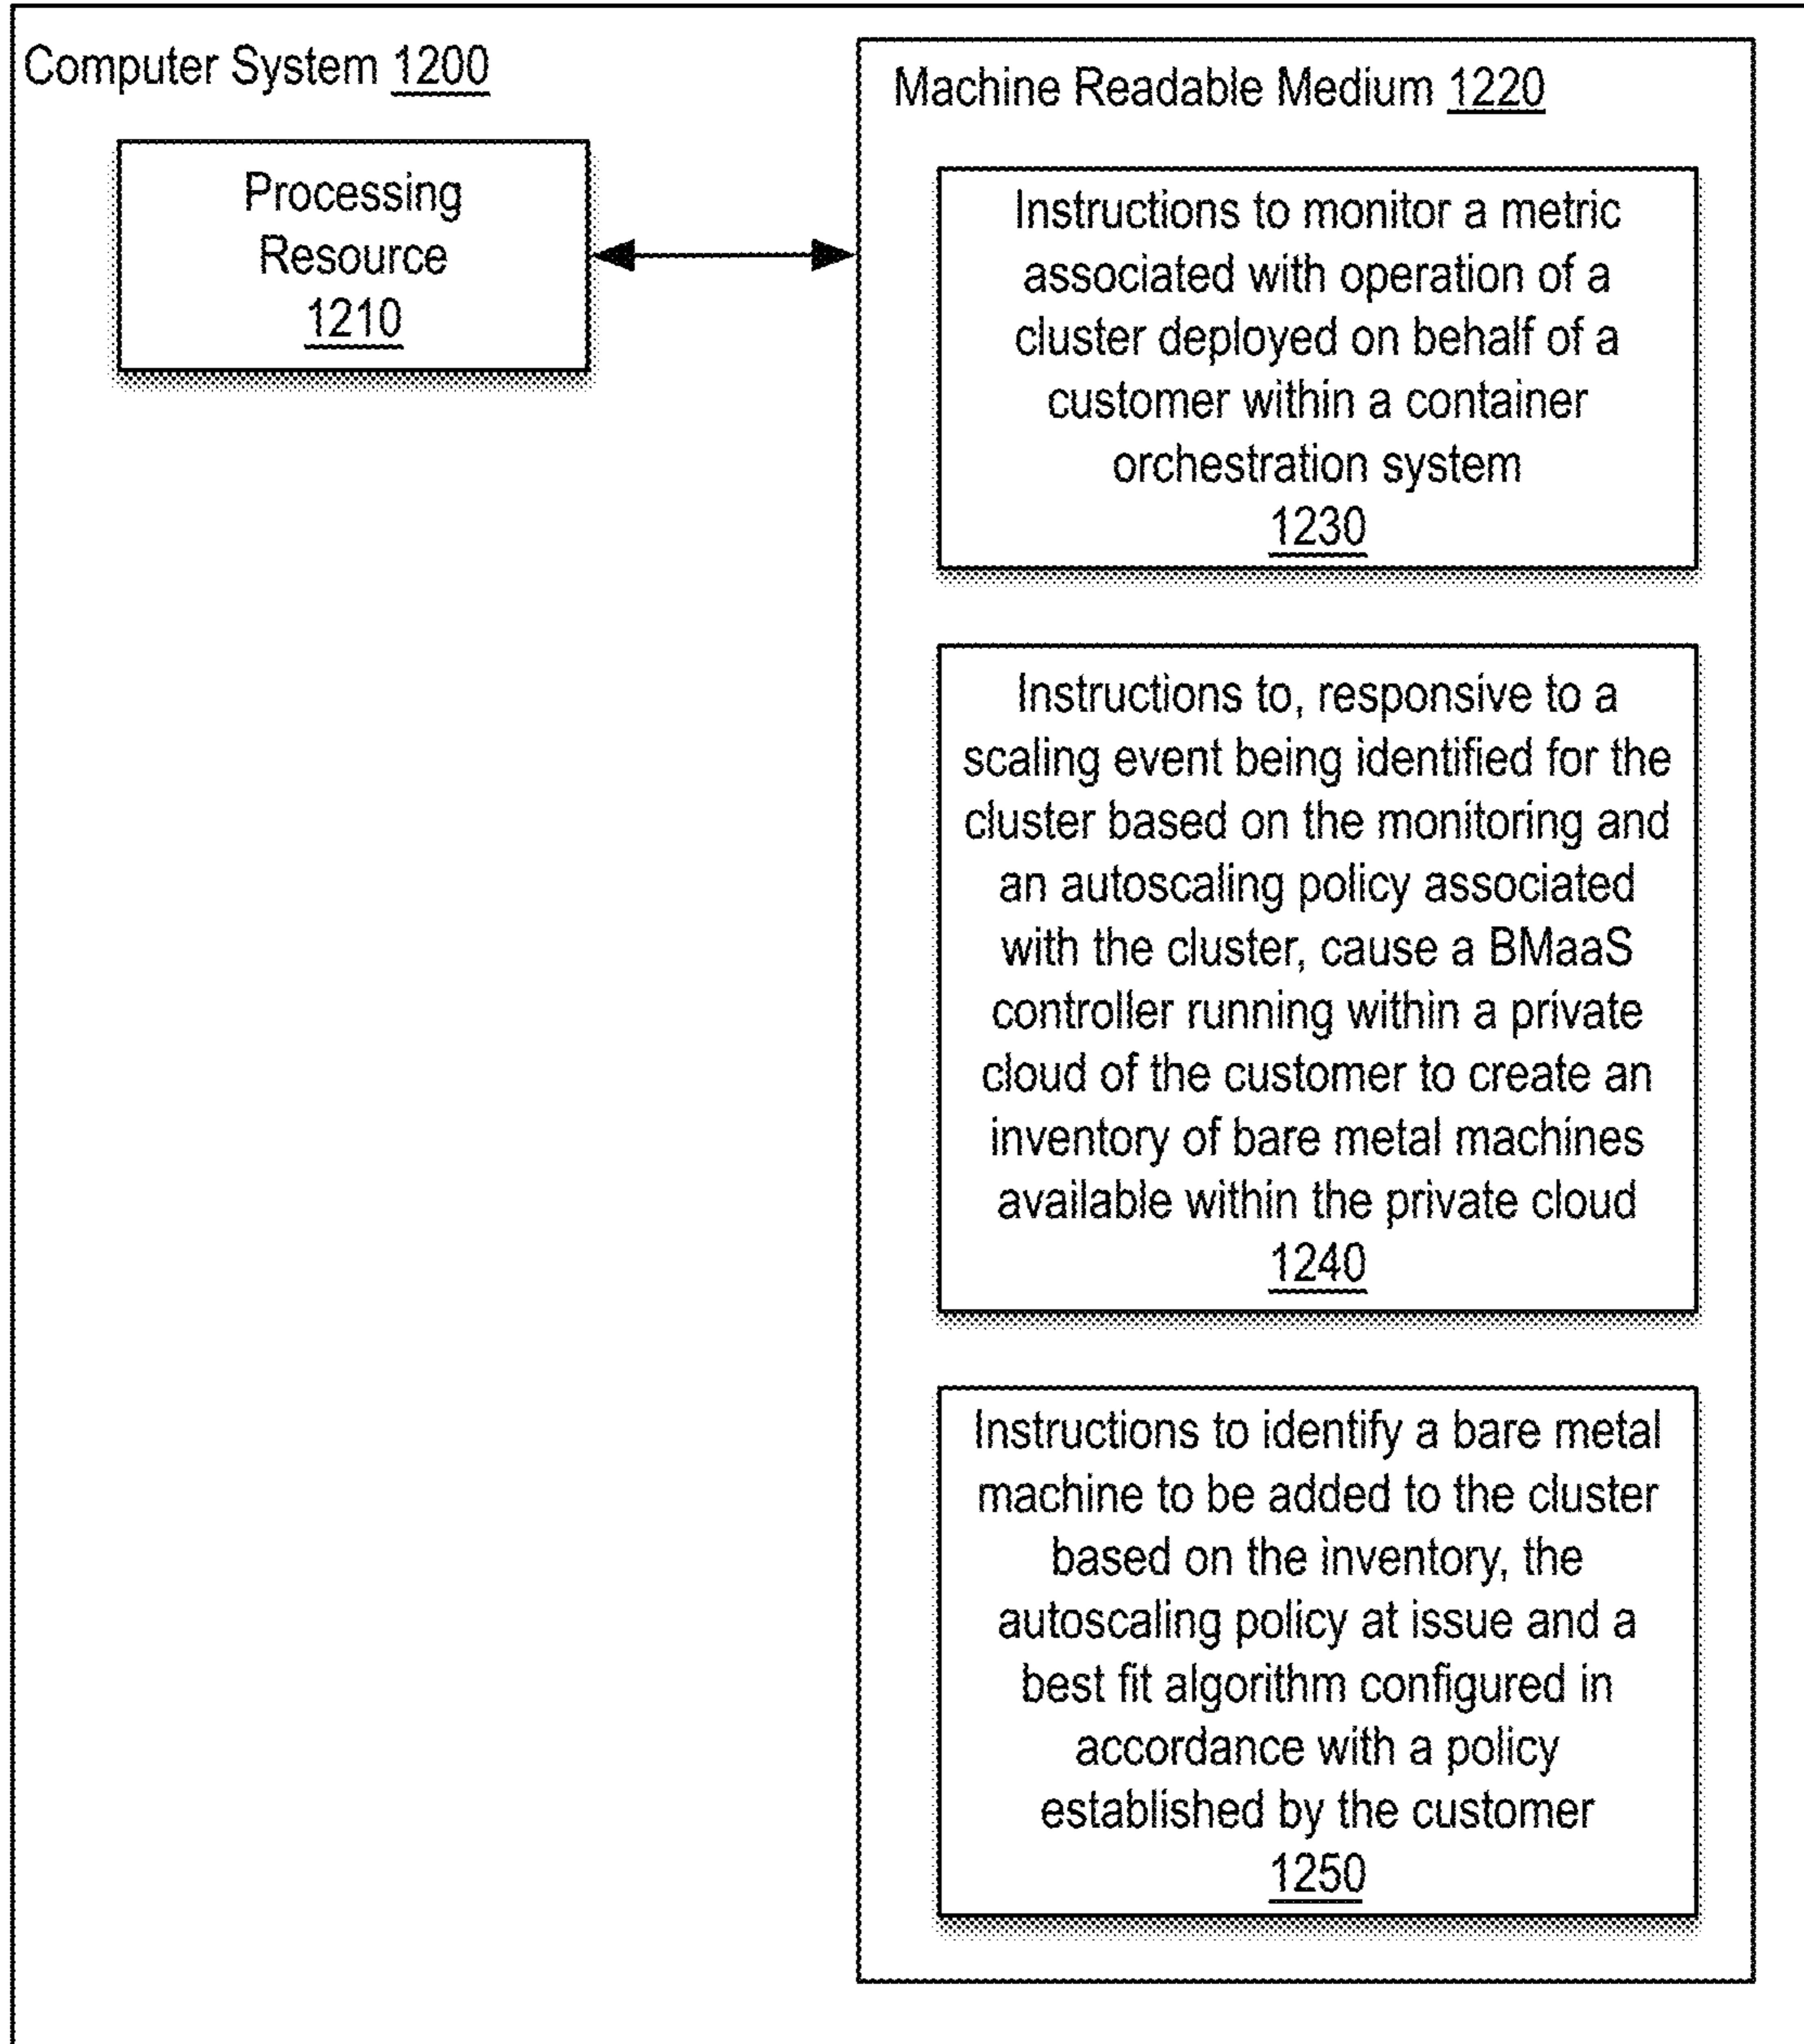 Computer System 1200
Processing
Resource
1210
Machine Readable Medium 1220
Instructions to monitor a metric
associated with operation of a
cluster deployed on behalf of a
customer within a container
orchestration system
1230
Instructions to, responsive to a
scaling event being identified for the
cluster based on the monitoring and
an autoscaling policy associated
with the cluster, cause a BMaaS
controller running within a private
cloud of the customer to create an
inventory of bare metal machines
available within the private cloud
1240
Instructions to identify a bare metal
machine to be added to the cluster
based on the inventory, the
autoscaling policy at issue and a
best fit algorithm configured in
accordance with a policy
established by the customer
1250